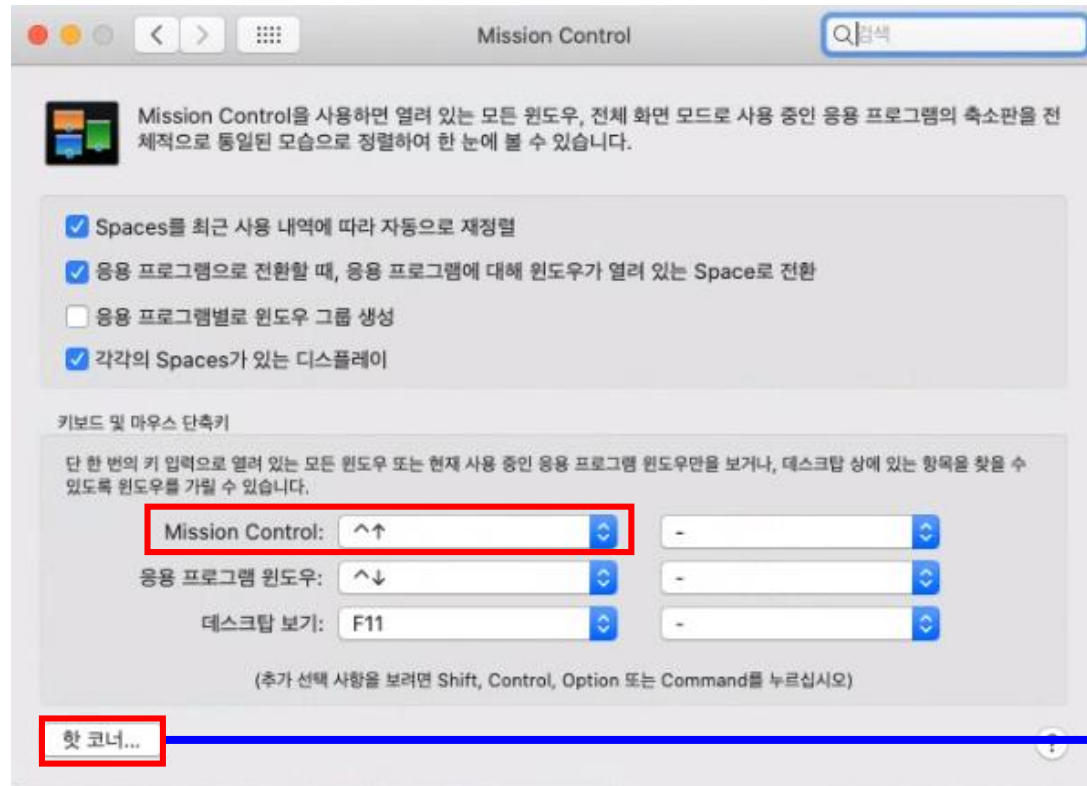 Mission Control
검색
Mission Control을 사용하면 열려 있는 모든 윈도우, 전체 화면 모드로 사용 중인 응용 프로그램의 축소판을 전
체적으로 통일된 모습으로 정렬하여 한 눈에 볼 수 있습니다.
Spaces를 최근 사용 내역에 따라 자동으로 재정렬
응용 프로그램으로 전환할 때, 응용 프로그램에 대해 윈도우가 열려 있는 Space로 전환
응용 프로그램별로 윈도우 그룹 생성
각각의 Spaces가 있는 디스플레이
키보드 및 마우스 단축키
단 한 번의 키 입력으로 열려 있는 모든 윈도우 또는 현재 사용 중인 응용 프로그램 윈도우만을 보거나, 데스크탑 상에 있는 항목을 찾을 수
있도록 윈도우를 가릴 수 있습니다.
Mission Control: ^↑ -
응용 프로그램 윈도우: ^↓ -
데스크탑 보기: F11 -
(추가 선택 사항을 보려면 Shift, Control, Option 또는 Command를 누르십시오)
핫 코너... ?